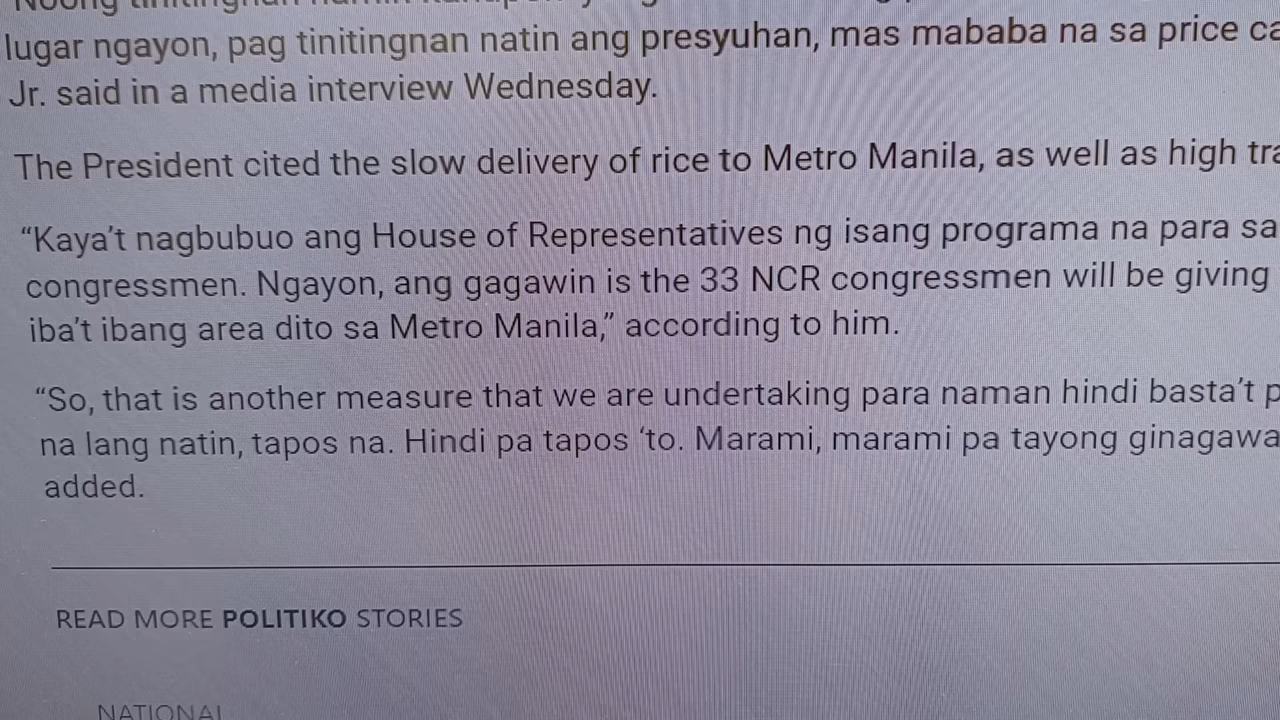 lugar ngayon, pag tinitingnan natin ang presyuhan, mas mababa na sa price
Jr. said in a media interview Wednesday.
The President cited the slow delivery of rice to Metro Manila, as well as high
“Kaya’t nagbubuo ang House of Representatives ng isang programa na para sa
congressmen. Ngayon, ang gagawin is the 33 NCR congressmen will be giving
iba’t ibang area dito sa Metro Manila,” according to him.
“So, that is another measure that we are undertaking para naman hindi basta’t
na lang natin, tapos na. Hindi pa tapos ‘to. Marami, marami pa tayong ginagawa
added.
READ MORE POLITIKO STORIES
NATIONAL